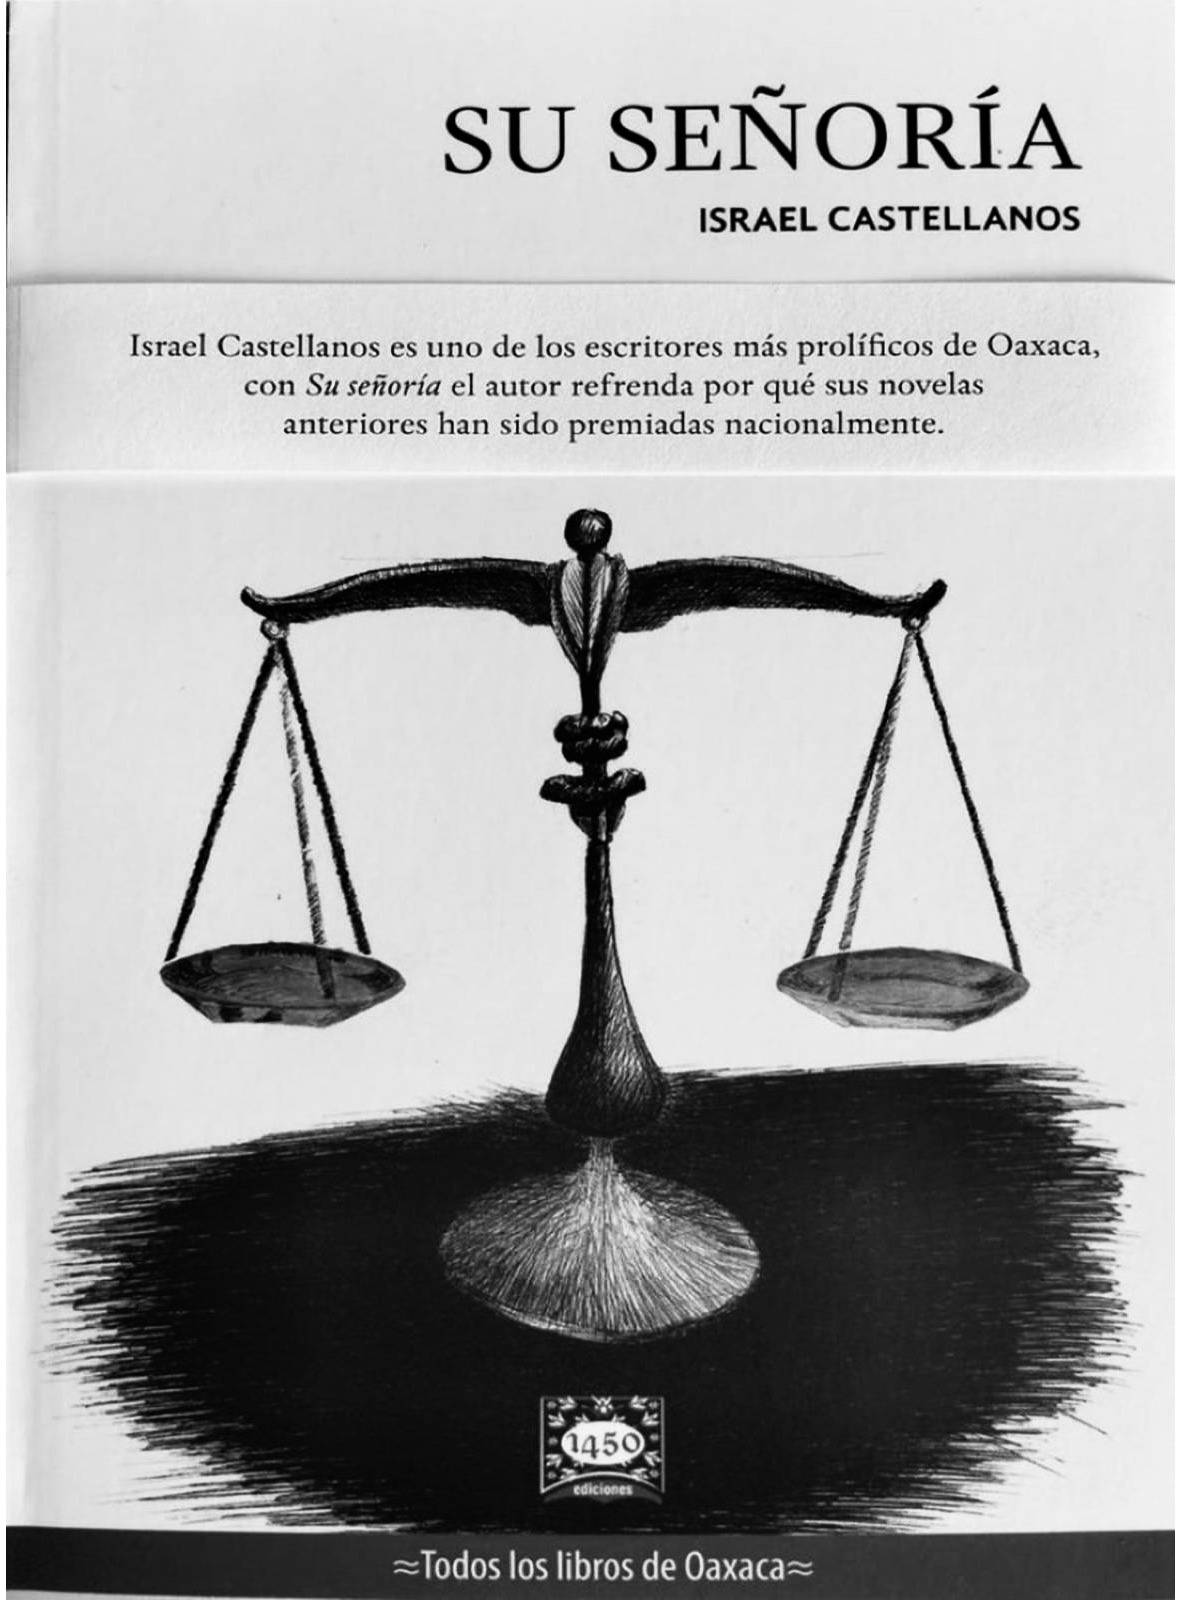 SU SEÑORÍA
ISRAEL CASTELLANOS
Israel Castellanos es uno de los escritores más prolíficos de Oaxaca,
con Su señoría el autor refrenda por qué sus novelas
anteriores han sido premiadas nacionalmente.
1450
ediciones
≈Todos los libros de Oaxaca≈